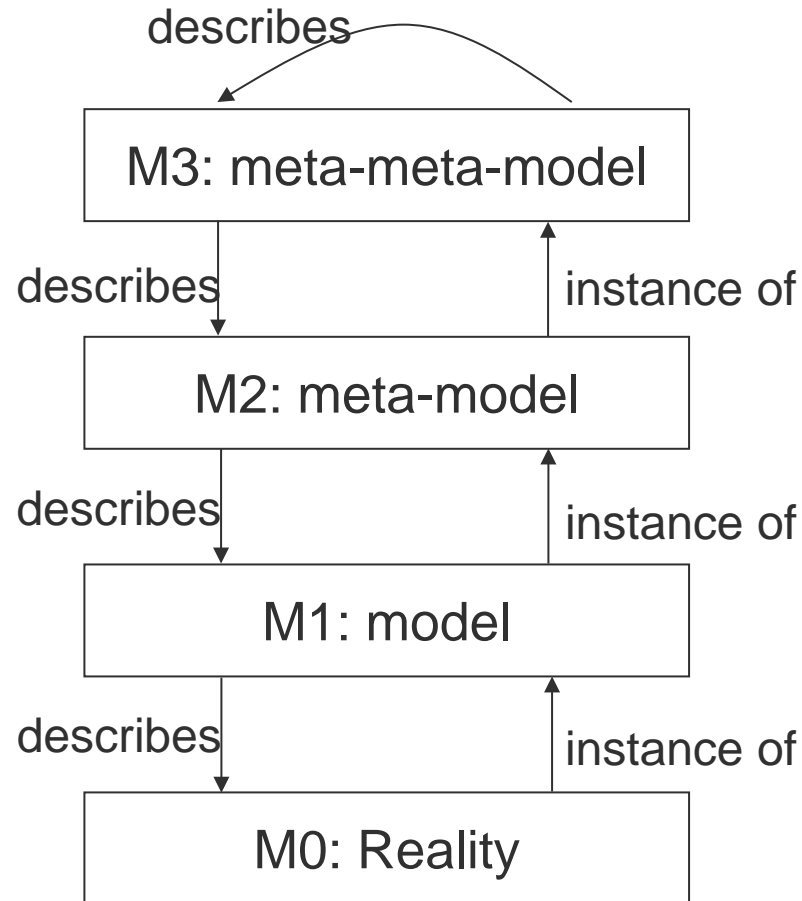 describes
M3: meta-meta-model
describes
instance of
M2: meta-model
describes
instance of
M1: model
describes
instance of
M0: Reality